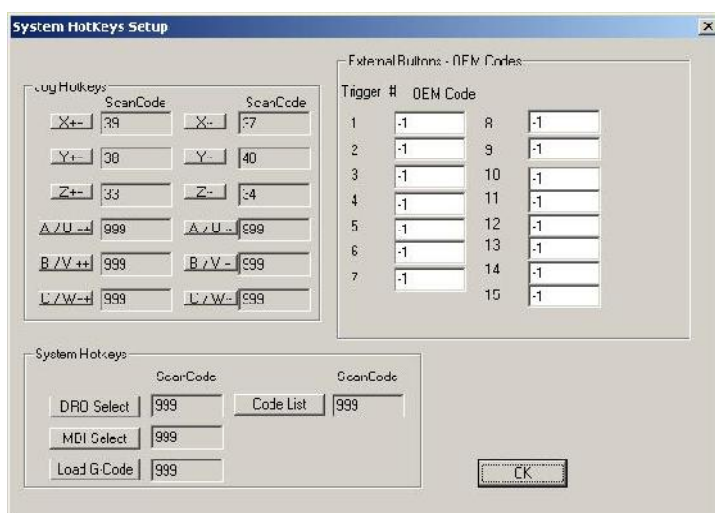 System HotKeys Setup
Jog Hotkeys
ScanCode ScanCode
X++ 39 X-- 37
Y++ 38 Y-- 40
Z++ 33 Z-- 34
A/U ++ 999 A/U -- 999
B/V ++ 999 B/V -- 999
C/W++ 999 C/W-- 999
External Buttons - OEM Codes
Trigger # OEM Code
1 -1 8 -1
2 -1 9 -1
3 -1 10 -1
4 -1 11 -1
5 -1 12 -1
6 -1 13 -1
7 -1 14 -1
15 -1
System Hotkeys
ScanCode ScanCode
DRO Select 999 Code List 999
MDI Select 999
Load G-Code 999
OK